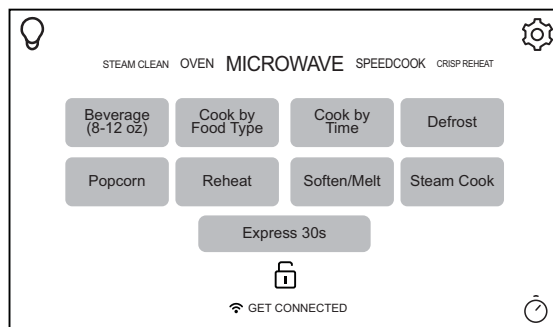 STEAM CLEAN OVEN MICROWAVE SPEEDCOOK CRISP REHEAT
Beverage
(8-12 oz)
Cook by
Food Type
Cook by
Time
Defrost
Popcorn
Reheat
Soften/Melt
Steam Cook
Express 30s
GET CONNECTED